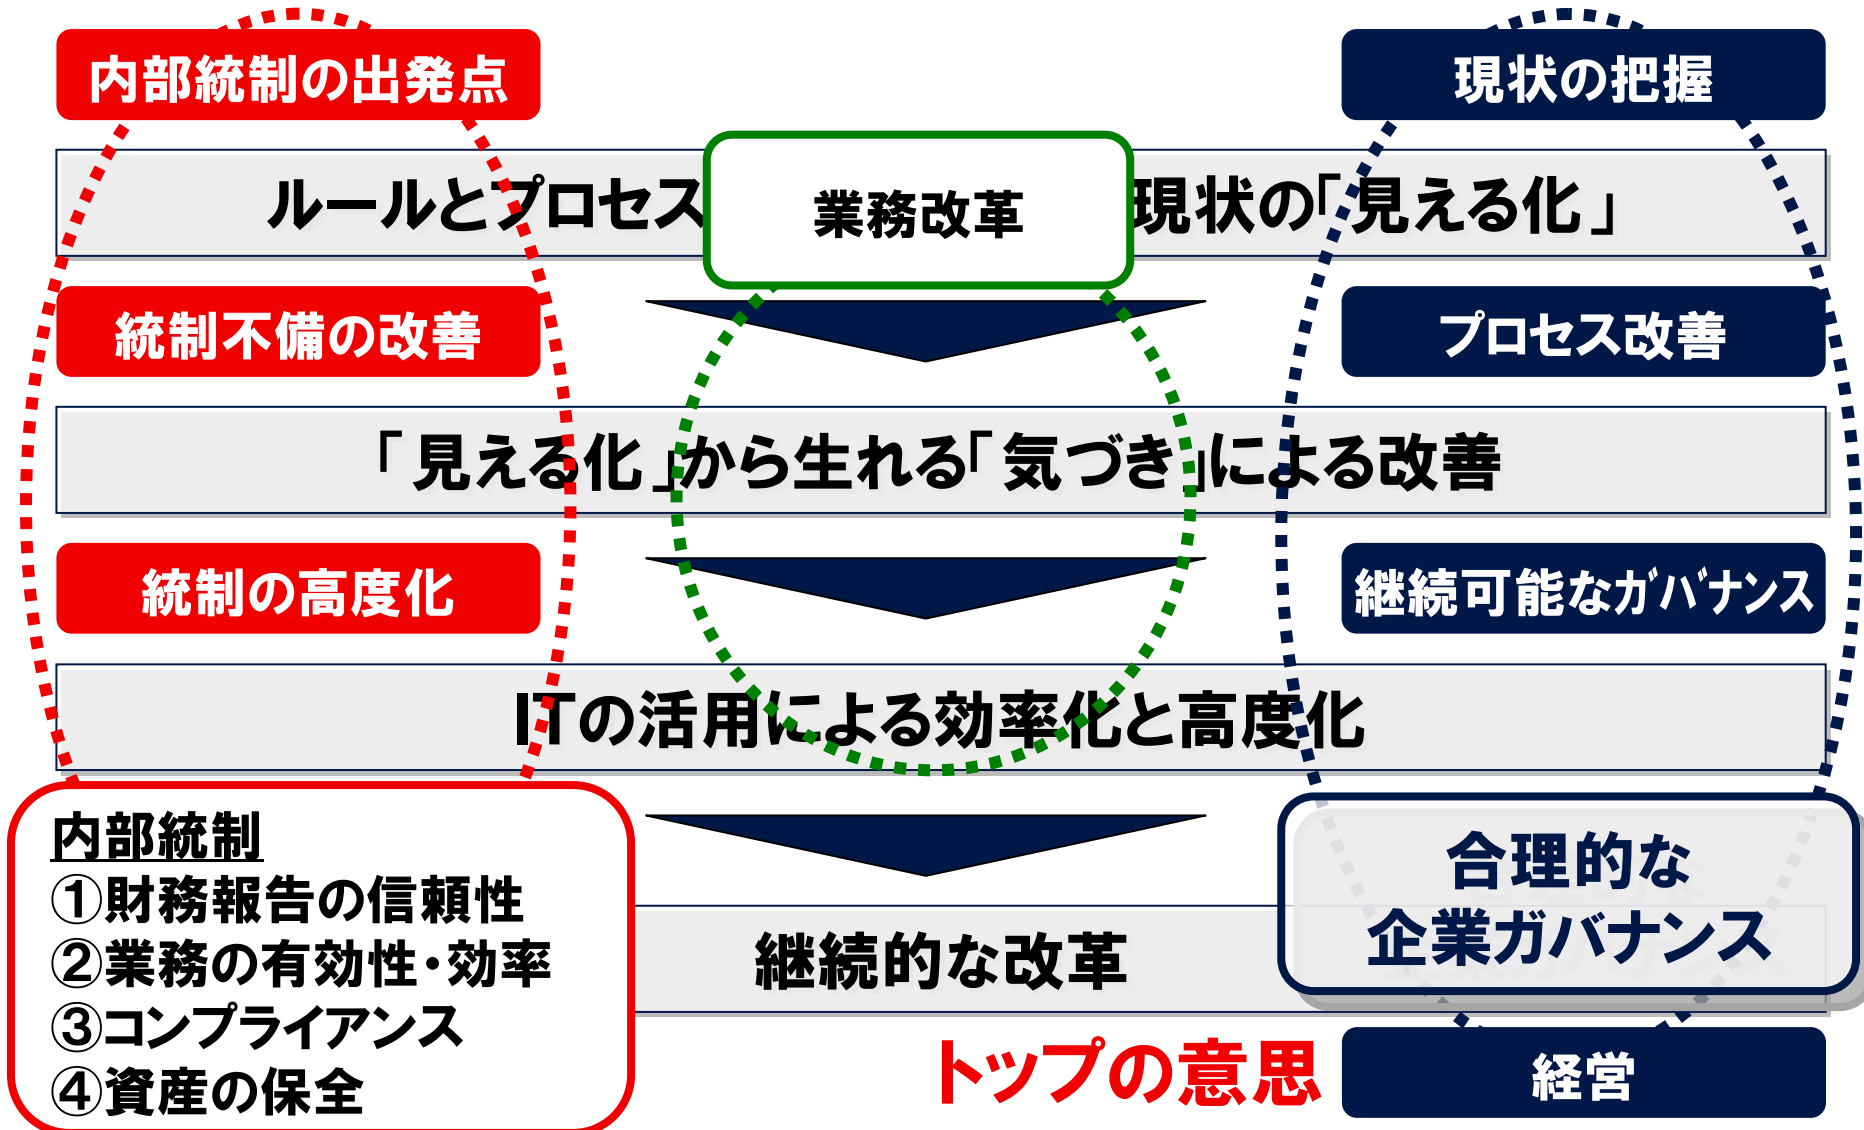 内部統制の出発点
現状の把握
ルールとプロセス
業務改革
現状の「見える化」
統制不備の改善
プロセス改善
「見える化」から生れる「気づき」による改善
統制の高度化
継続可能なガバナンス
ITの活用による効率化と高度化
内部統制
①財務報告の信頼性
②業務の有効性・効率
③コンプライアンス
④資産の保全
合理的な
企業ガバナンス
継続的な改革
トップの意思
経営